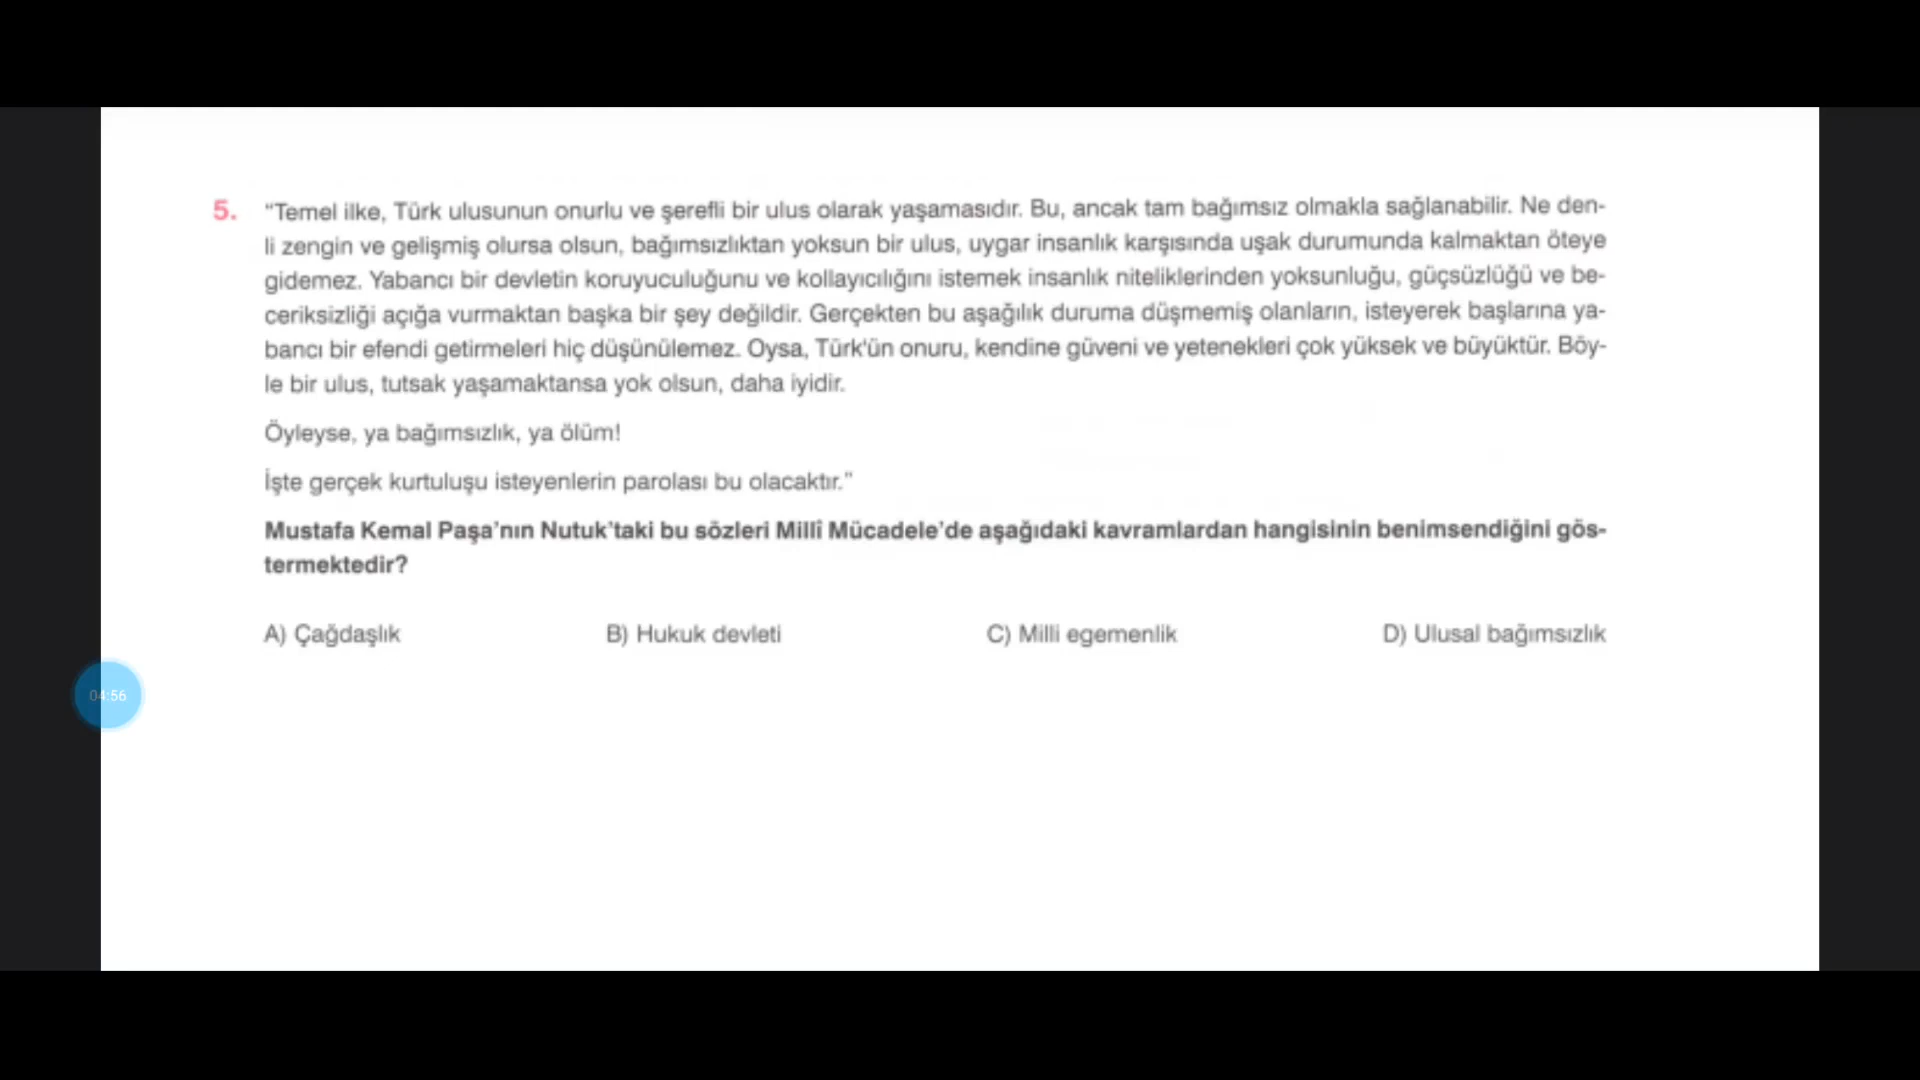 5. “Temel ilke, Türk ulusunun onurlu ve şerefli bir ulus olarak yaşamasıdır. Bu, ancak tam bağımsız olmakla sağlanabilir. Ne den-
li zengin ve gelişmiş olursa olsun, bağımsızlıktan yoksun bir ulus, uygar insanlık karşısında uşak durumunda kalmaktan öteye
gidemez. Yabancı bir devletin koruyuculuğunu ve kollayıcılığını istemek insanlık niteliklerinden yoksunluğu, güçsüzlüğü ve be-
ceriksizliği açığa vurmaktan başka bir şey değildir. Gerçekten bu aşağılık duruma düşmemiş olanların, isteyerek başlarına ya-
bancı bir efendi getirmeleri hiç düşünülemez. Oysa, Türk'ün onuru, kendine güveni ve yetenekleri çok yüksek ve büyüktür. Böy-
le bir ulus, tutsak yaşamaktansa yok olsun, daha iyidir.
Öyleyse, ya bağımsızlık, ya ölüm!
İşte gerçek kurtuluşu isteyenlerin parolası bu olacaktır.”
Mustafa Kemal Paşa’nın Nutuk’taki bu sözleri Millî Mücadele’de aşağıdaki kavramlardan hangisinin benimsendiğini gös-
termektedir?
A) Çağdaşlık B) Hukuk devleti C) Milli egemenlik D) Ulusal bağımsızlık
04:56